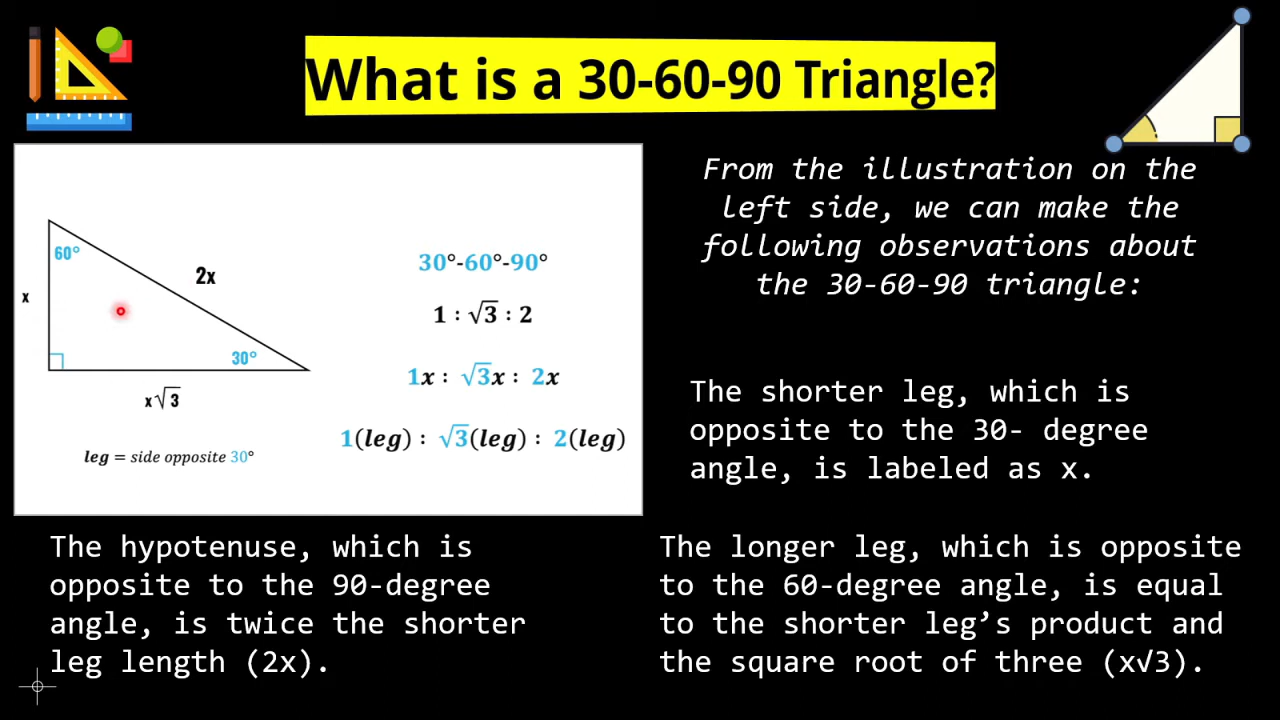 What is a 30-60-90 Triangle?
60°
2x
x
30°
x√3
leg = side opposite 30°
30°-60°-90°
1 : √3 : 2
1x : √3x : 2x
1(leg) : √3(leg) : 2(leg)
From the illustration on the
left side, we can make the
following observations about
the 30-60-90 triangle:
The shorter leg, which is
opposite to the 30- degree
angle, is labeled as x.
The hypotenuse, which is
opposite to the 90-degree
angle, is twice the shorter
leg length (2x).
The longer leg, which is opposite
to the 60-degree angle, is equal
to the shorter leg’s product and
the square root of three (x√3).